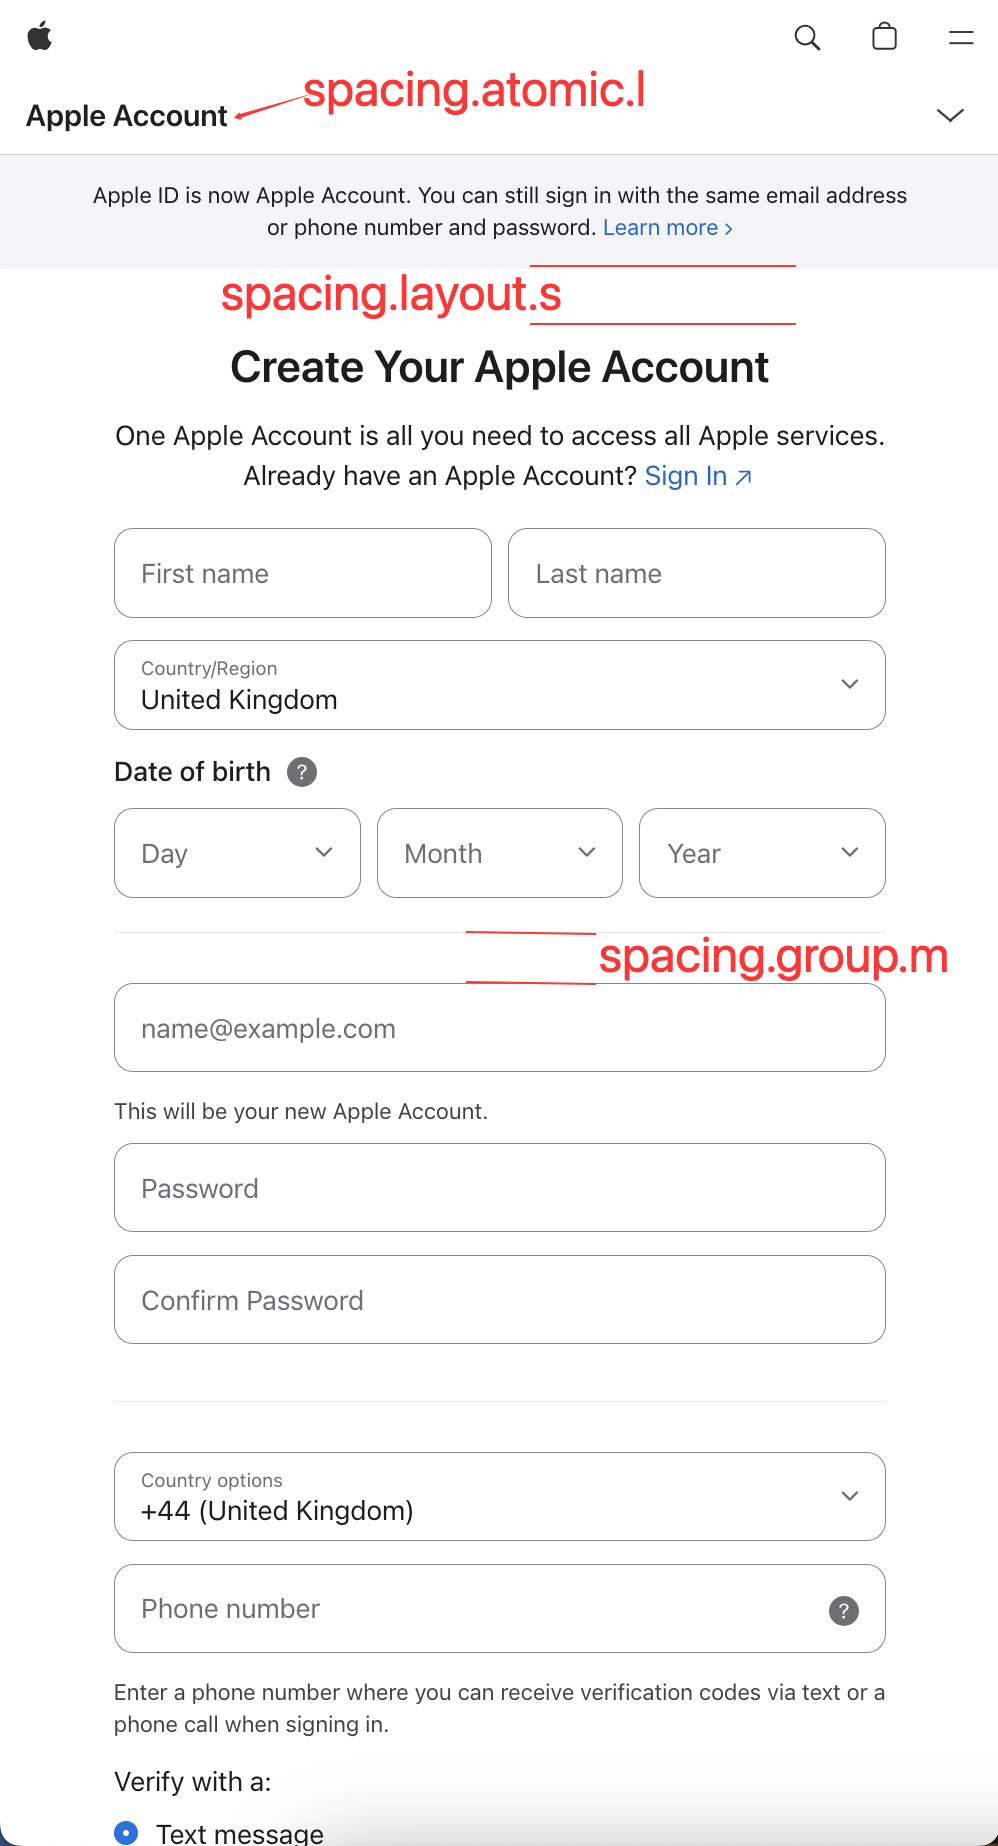 spacing.atomic.l
Apple Account
Apple ID is now Apple Account. You can still sign in with the same email address
or phone number and password. Learn more >
spacing.layout.s
Create Your Apple Account
One Apple Account is all you need to access all Apple services.
Already have an Apple Account? Sign In ↗
First name
Last name
Country/Region
United Kingdom
Date of birth ?
Day
Month
Year
spacing.group.m
name@example.com
This will be your new Apple Account.
Password
Confirm Password
Country options
+44 (United Kingdom)
Phone number ?
Enter a phone number where you can receive verification codes via text or a
phone call when signing in.
Verify with a:
Text message